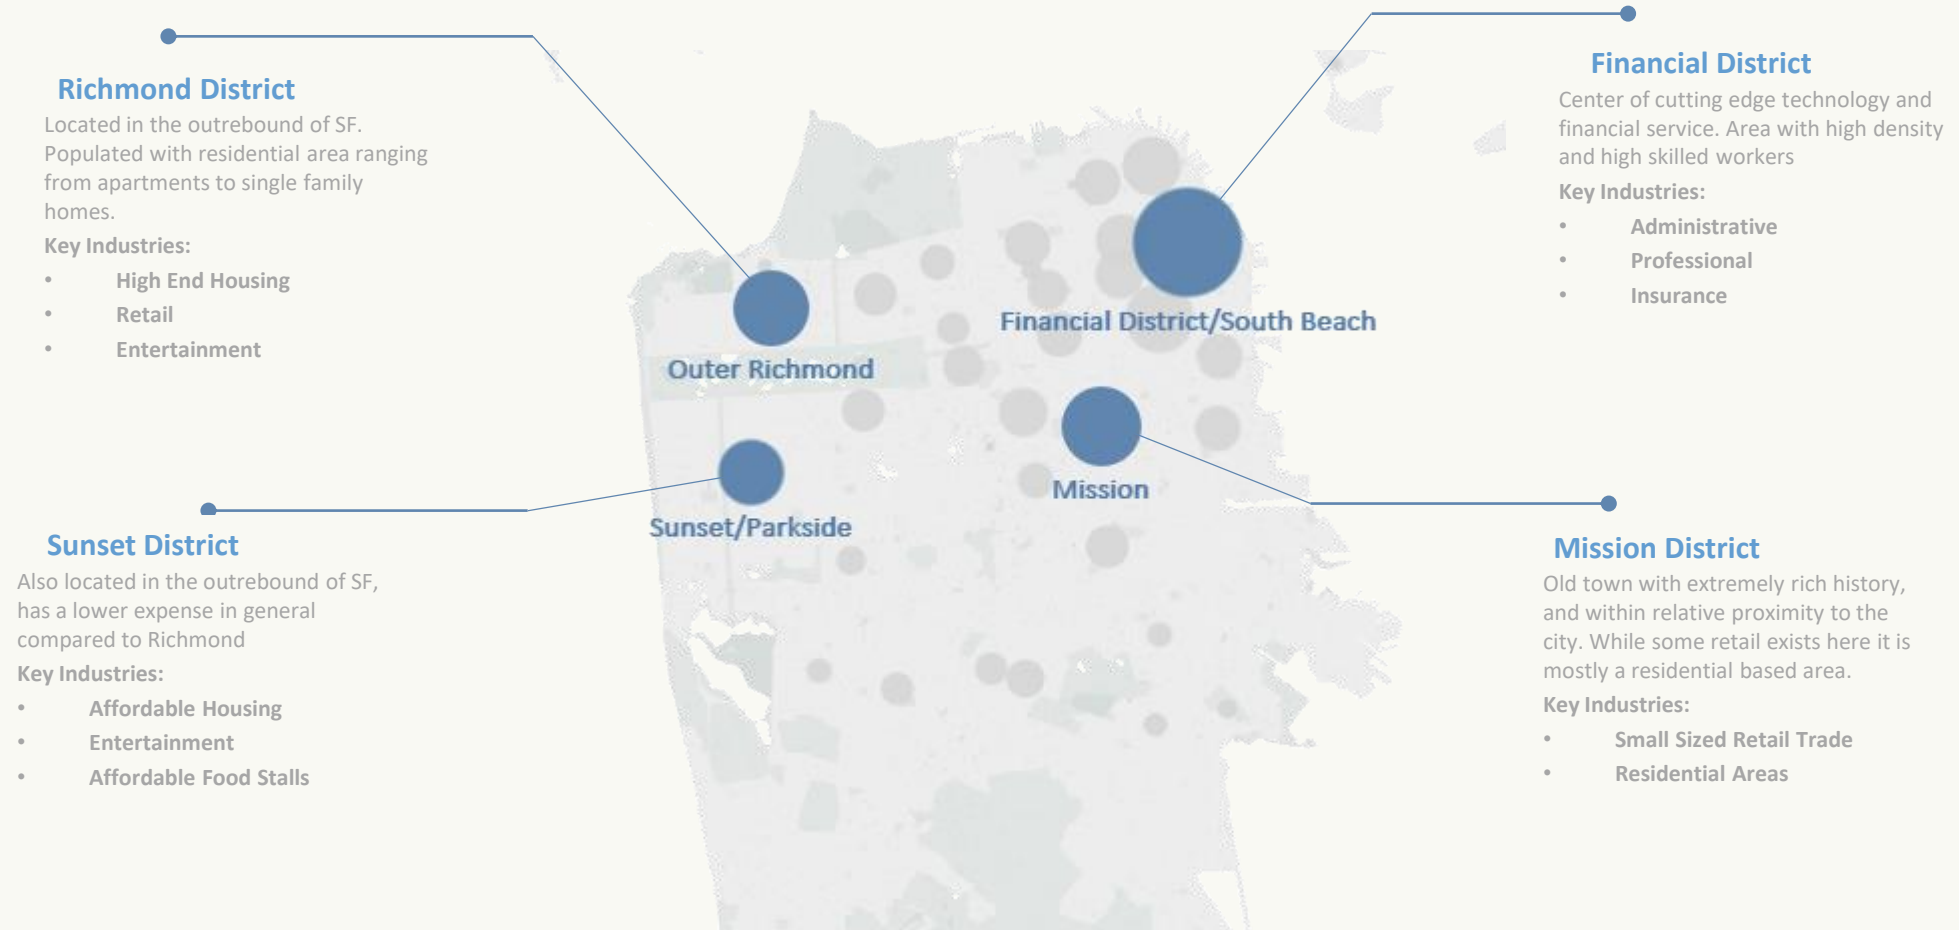 Richmond District
Located in the outrebound of SF.
Populated with residential area ranging
from apartments to single family
homes.
Key Industries:
• High End Housing
• Retail
• Entertainment
Financial District
Center of cutting edge technology and
financial service. Area with high density
and high skilled workers
Key Industries:
• Administrative
• Professional
• Insurance
Financial District/South Beach
Outer Richmond
Mission
Sunset/Parkside
Sunset District
Also located in the outrebound of SF,
has a lower expense in general
compared to Richmond
Key Industries:
• Affordable Housing
• Entertainment
• Affordable Food Stalls
Mission District
Old town with extremely rich history,
and within relative proximity to the
city. While some retail exists here it is
mostly a residential based area.
Key Industries:
• Small Sized Retail Trade
• Residential Areas